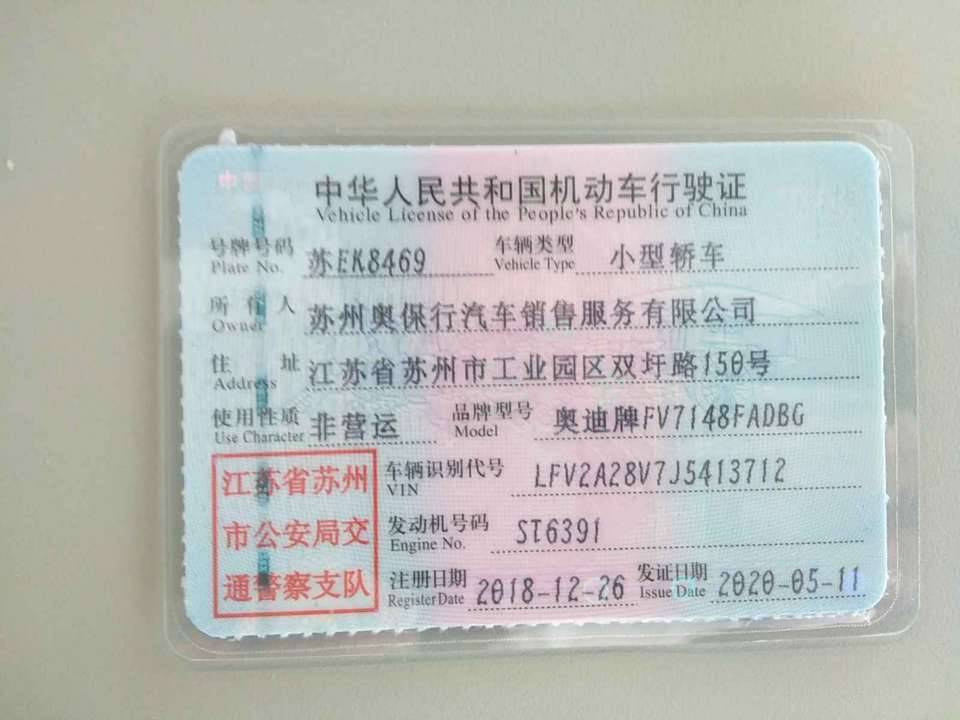 中华人民共和国机动车行驶证
Vehicle License of the People's Republic of China
号牌号码 苏EK8469 车辆类型 小型轿车
Plate No. Vehicle Type
所有人 苏州奥保行汽车销售服务有限公司
Owner
住址 江苏省苏州市工业园区双圩路150号
Address
使用性质 非营运 品牌型号 奥迪牌FV7148FADBG
Use Character Model
江苏省苏州
市公安局交
通警察支队
车辆识别代号 LFV2A28V7J5413712
VIN
发动机号码 ST6391
Engine No.
注册日期 2018-12-26 发证日期 2020-05-11
Register Date Issue Date